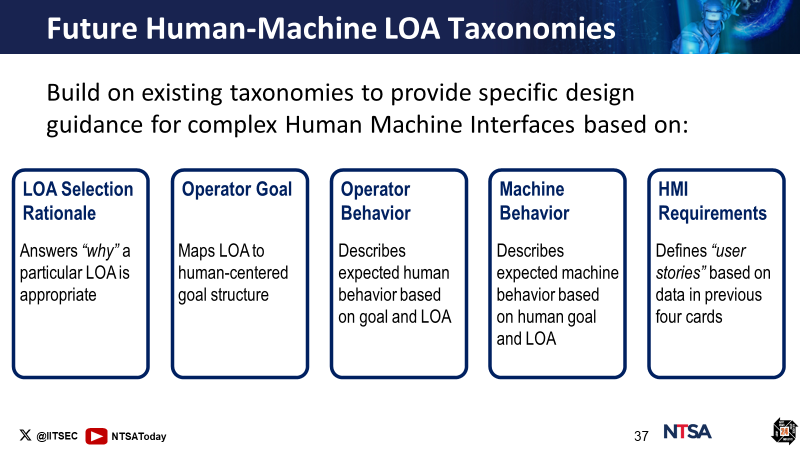 Future Human-Machine LOA Taxonomies
Build on existing taxonomies to provide specific design
guidance for complex Human Machine Interfaces based on:
LOA Selection
Rationale
Answers “why” a
particular LOA is
appropriate
Operator Goal
Maps LOA to
human-centered
goal structure
Operator
Behavior
Describes
expected human
behavior based
on goal and LOA
Machine
Behavior
Describes
expected machine
behavior based
on human goal
and LOA
HMI
Requirements
Defines “user
stories” based on
data in previous
four cards
X @IITSEC
NTSAToday
37
NTSA